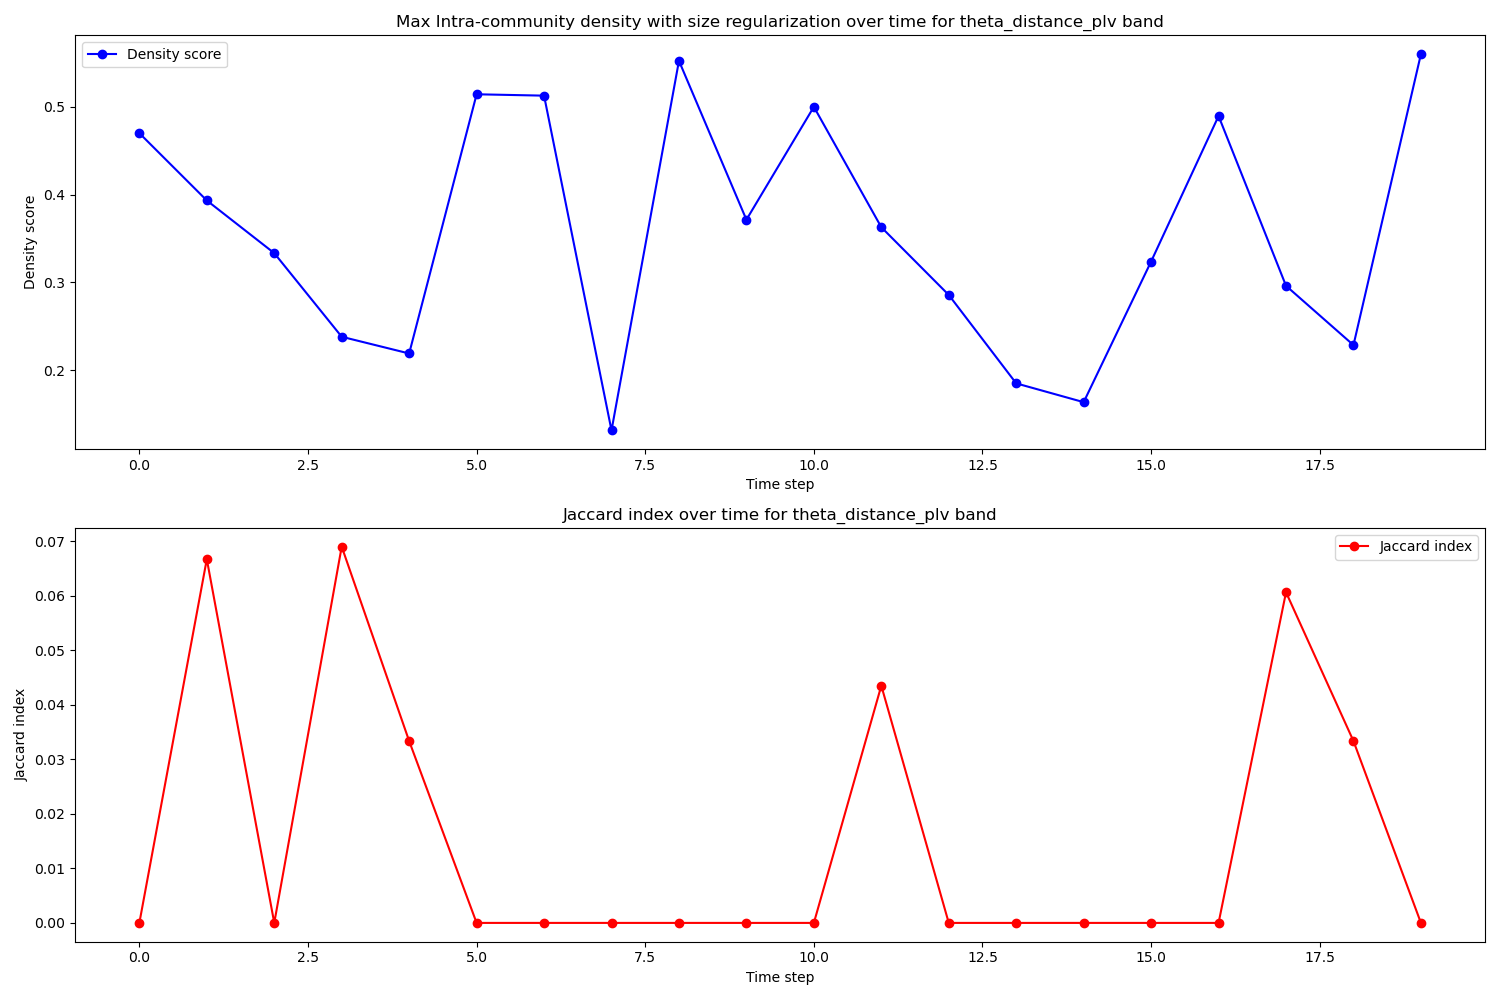 Max Intra-community density with size regularization over time for theta_distance_plv band
Density score
0.5
0.4
0.3
0.2
Density score
0.0 2.5 5.0 7.5 10.0 12.5 15.0 17.5
Time step
Jaccard index over time for theta_distance_plv band
Jaccard index
0.07
0.06
0.05
0.04
0.03
0.02
0.01
0.00
Jaccard index
0.0 2.5 5.0 7.5 10.0 12.5 15.0 17.5
Time step